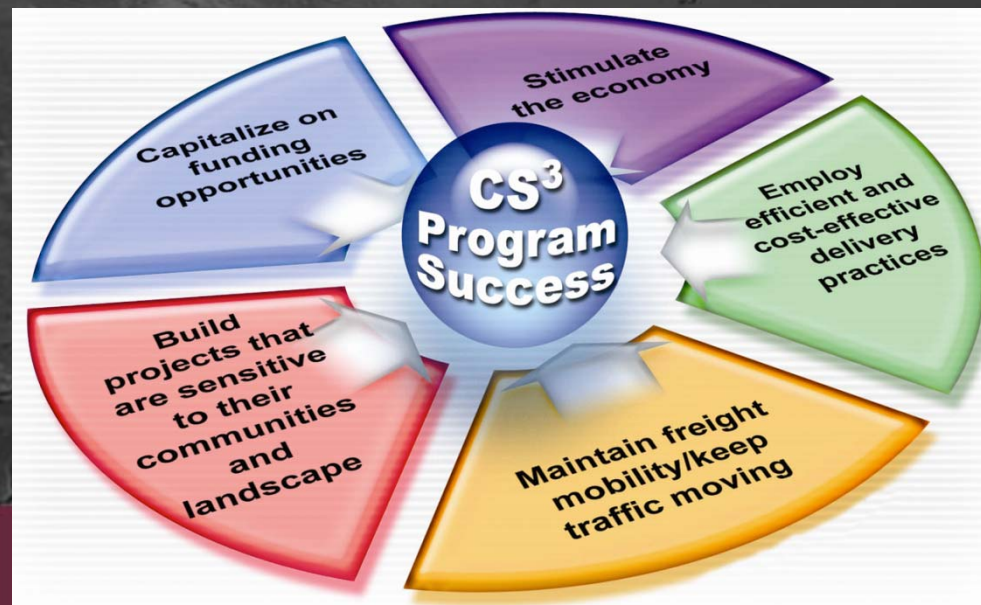 Stimulate
the economy
Employ
efficient and
cost-effective
delivery
practices
Maintain freight
mobility/keep
traffic moving
Build
projects that
are sensitive
to their
communities
and
landscape
Capitalize on
funding
opportunities
CS³
Program
Success